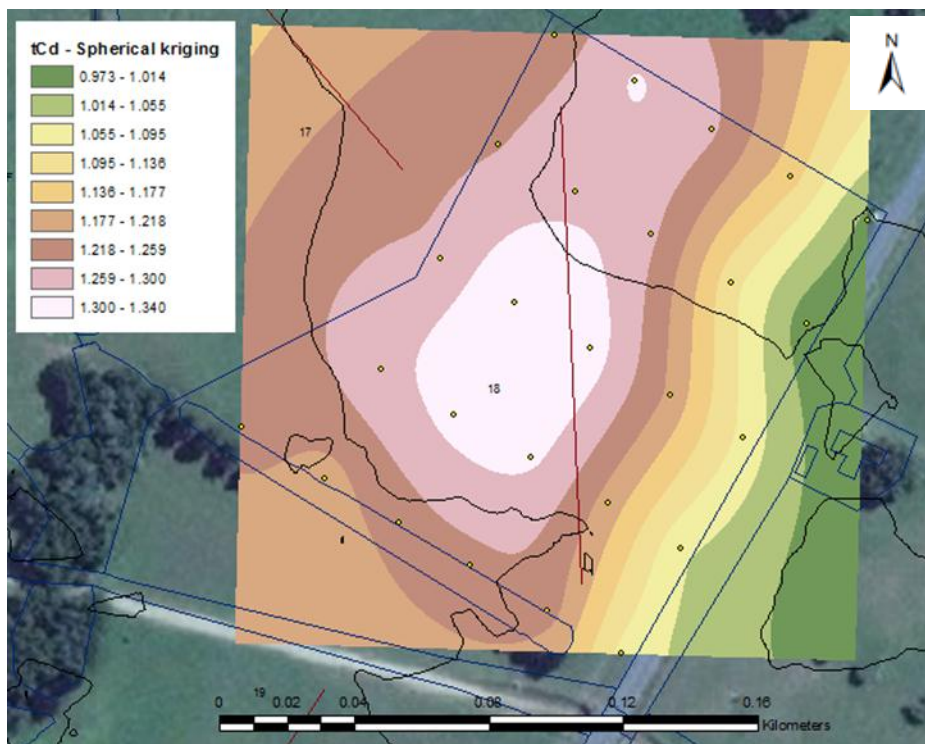 tCd - Spherical kriging
0.973 - 1.014
1.014 - 1.055
1.055 - 1.095
1.095 - 1.136
1.136 - 1.177
1.177 - 1.218
1.218 - 1.259
1.259 - 1.300
1.300 - 1.340
N
17
18
19
0 0.02 0.04 0.08 0.12 0.16
Kilometers